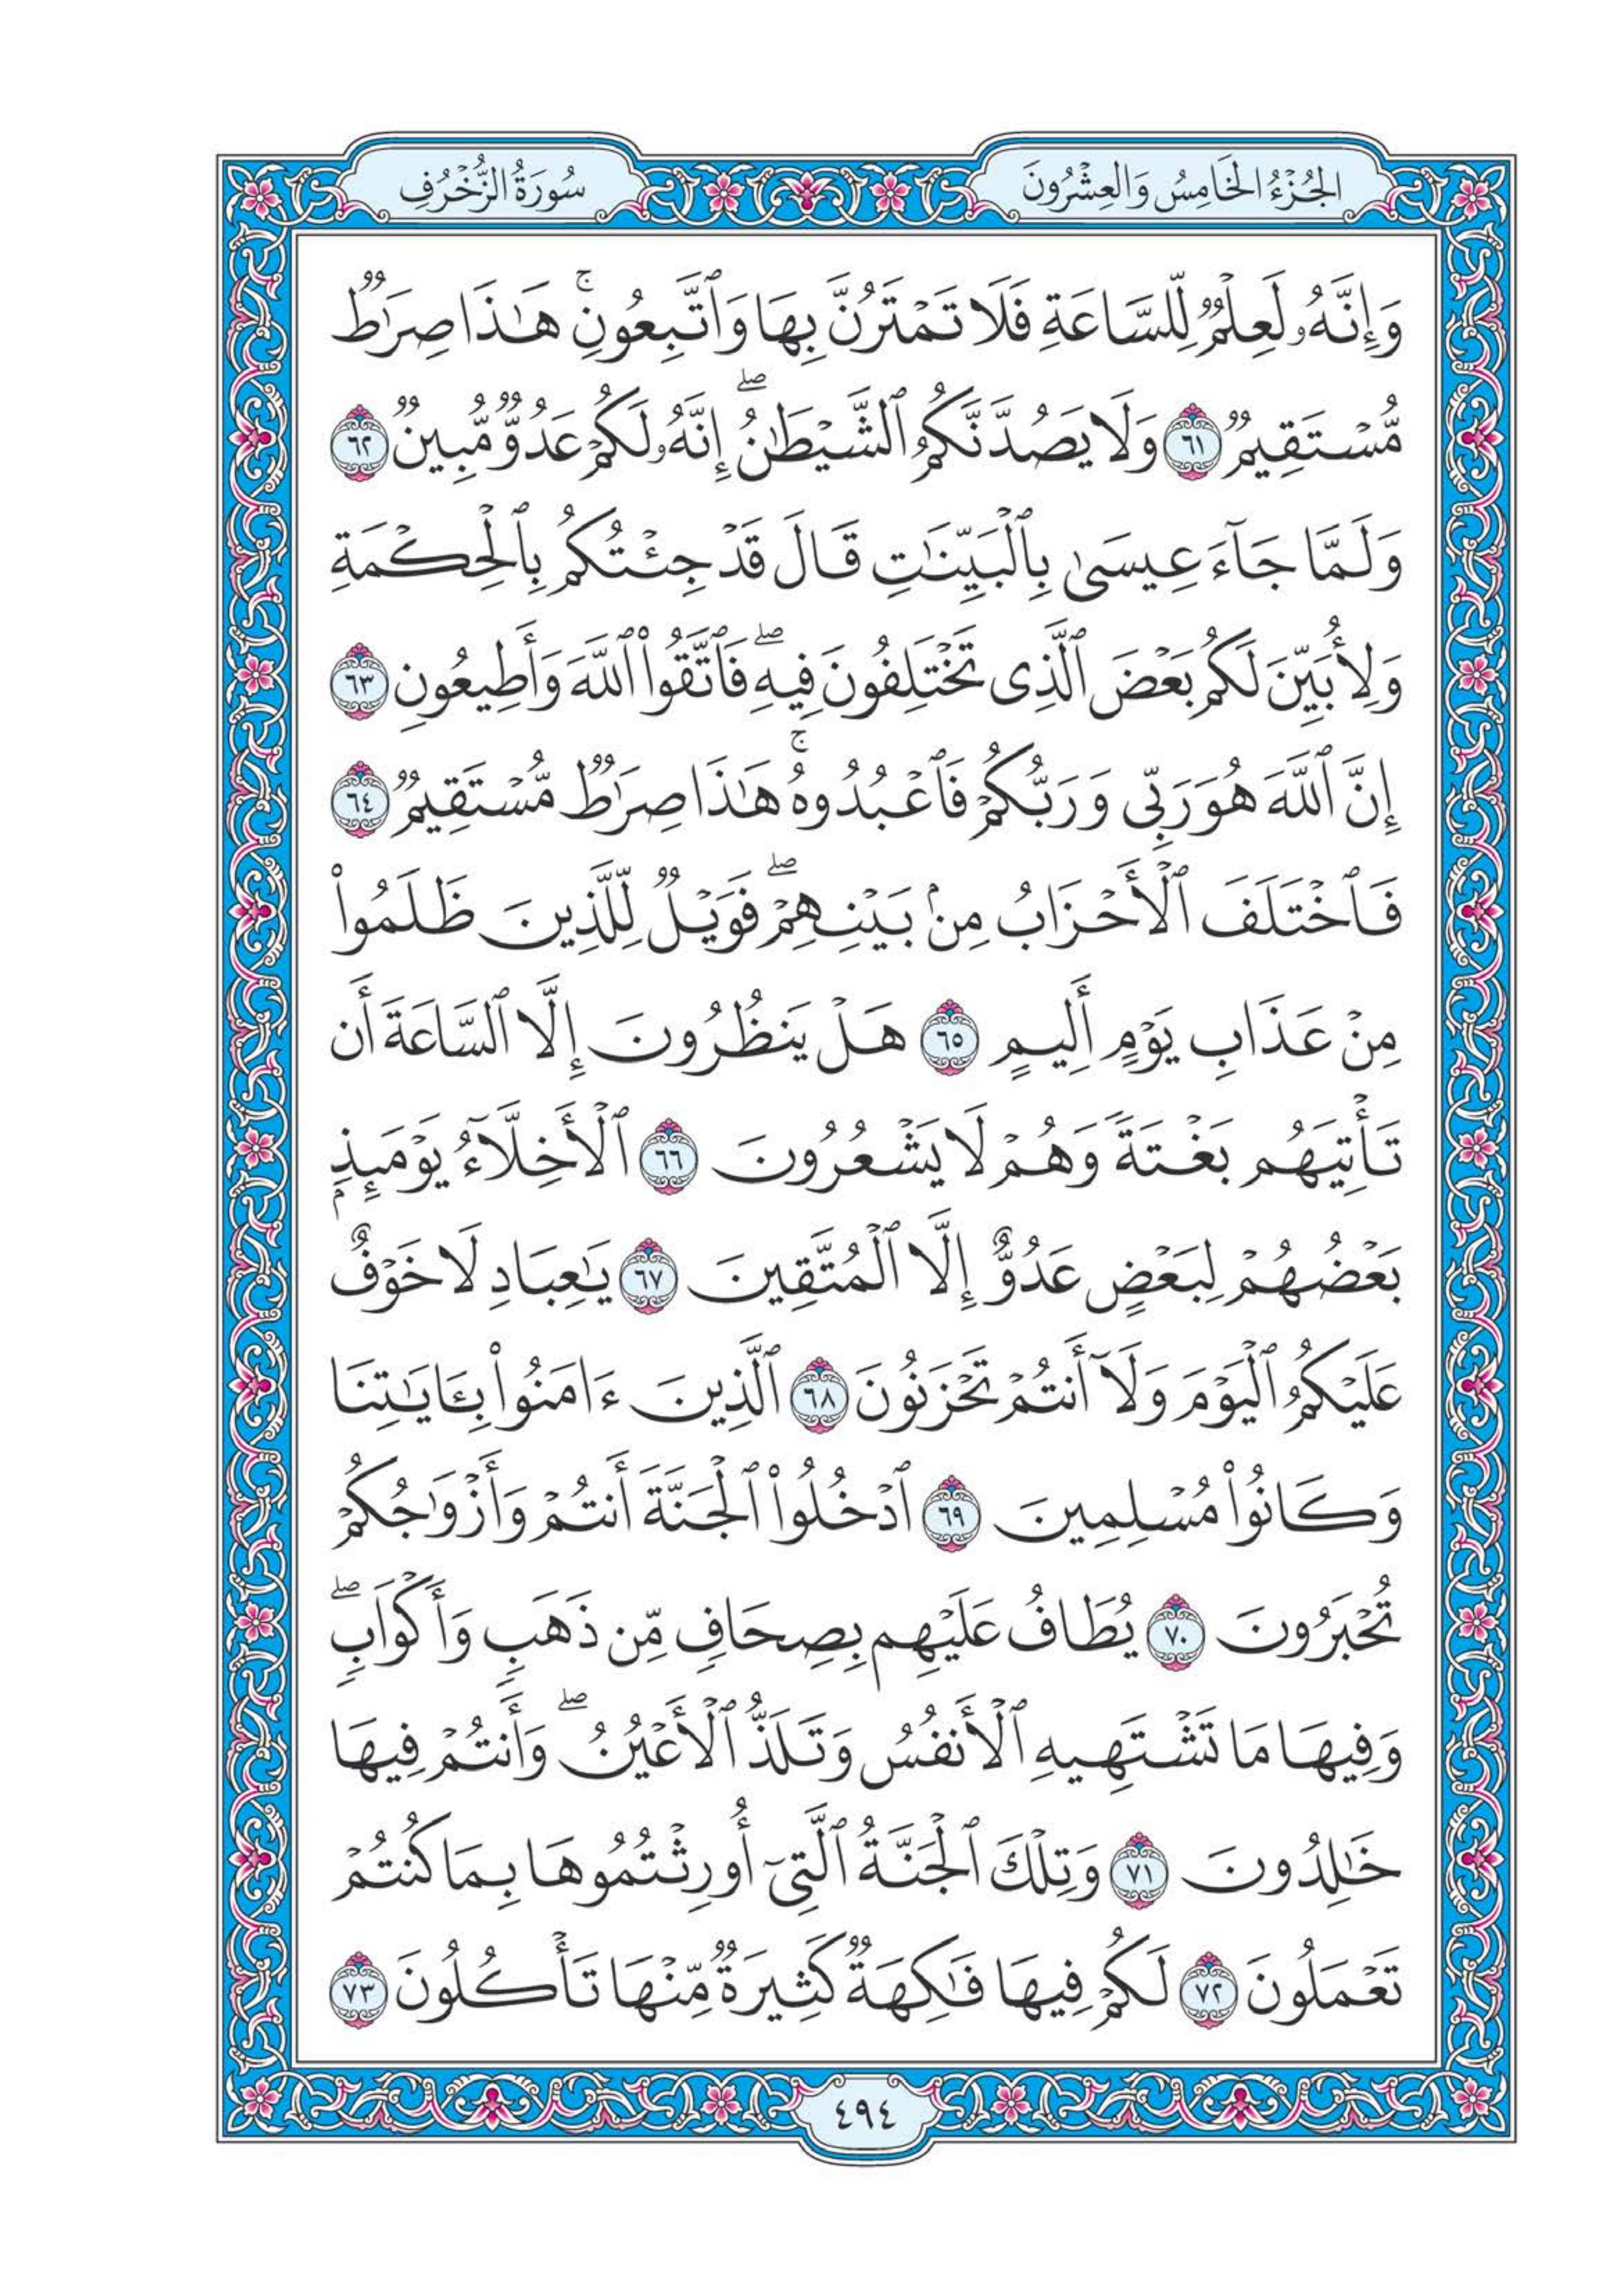 الجُزْءُ الخَامِسُ وَالعِشْرُونَ
سُورَةُ الزُّخْرُفِ
وَإِنَّهُۥ لَعِلْمٌ لِّلسَّاعَةِ فَلَا تَمْتَرُنَّ بِهَا وَٱتَّبِعُونِۚ هَٰذَا صِرَٰطٌ
مُّسْتَقِيمٌ ٦١ وَلَا يَصُدَّنَّكُمُ ٱلشَّيْطَٰنُۖ إِنَّهُۥ لَكُمْ عَدُوٌّ مُّبِينٌ ٦٢
وَلَمَّا جَآءَ عِيسَىٰ بِٱلْبَيِّنَٰتِ قَالَ قَدْ جِئْتُكُم بِٱلْحِكْمَةِ
وَلِأُبَيِّنَ لَكُم بَعْضَ ٱلَّذِى تَخْتَلِفُونَ فِيهِۖ فَٱتَّقُوا۟ ٱللَّهَ وَأَطِيعُونِ ٦٣
إِنَّ ٱللَّهَ هُوَ رَبِّى وَرَبُّكُمْ فَٱعْبُدُوهُۚ هَٰذَا صِرَٰطٌ مُّسْتَقِيمٌ ٦٤
فَٱخْتَلَفَ ٱلْأَحْزَابُ مِنۢ بَيْنِهِمْۖ فَوَيْلٌ لِّلَّذِينَ ظَلَمُوا۟
مِنْ عَذَابِ يَوْمٍ أَلِيمٍ ٦٥ هَلْ يَنظُرُونَ إِلَّا ٱلسَّاعَةَ أَن
تَأْتِيَهُم بَغْتَةً وَهُمْ لَا يَشْعُرُونَ ٦٦ ٱلْأَخِلَّآءُ يَوْمَئِذٍۭ
بَعْضُهُمْ لِبَعْضٍ عَدُوٌّ إِلَّا ٱلْمُتَّقِينَ ٦٧ يَٰعِبَادِ لَا خَوْفٌ
عَلَيْكُمُ ٱلْيَوْمَ وَلَآ أَنتُمْ تَحْزَنُونَ ٦٨ ٱلَّذِينَ ءَامَنُوا۟ بِـَٔايَٰتِنَا
وَكَانُوا۟ مُسْلِمِينَ ٦٩ ٱدْخُلُوا۟ ٱلْجَنَّةَ أَنتُمْ وَأَزْوَٰجُكُمْ
تُحْبَرُونَ ٧٠ يُطَافُ عَلَيْهِم بِصِحَافٍ مِّن ذَهَبٍ وَأَكْوَابٍۖ
وَفِيهَا مَا تَشْتَهِيهِ ٱلْأَنفُسُ وَتَلَذُّ ٱلْأَعْيُنُۖ وَأَنتُمْ فِيهَا
خَٰلِدُونَ ٧١ وَتِلْكَ ٱلْجَنَّةُ ٱلَّتِىٓ أُورِثْتُمُوهَا بِمَا كُنتُمْ
تَعْمَلُونَ ٧٢ لَكُمْ فِيهَا فَٰكِهَةٌ كَثِيرَةٌ مِّنْهَا تَأْكُلُونَ ٧٣
٤٩٤